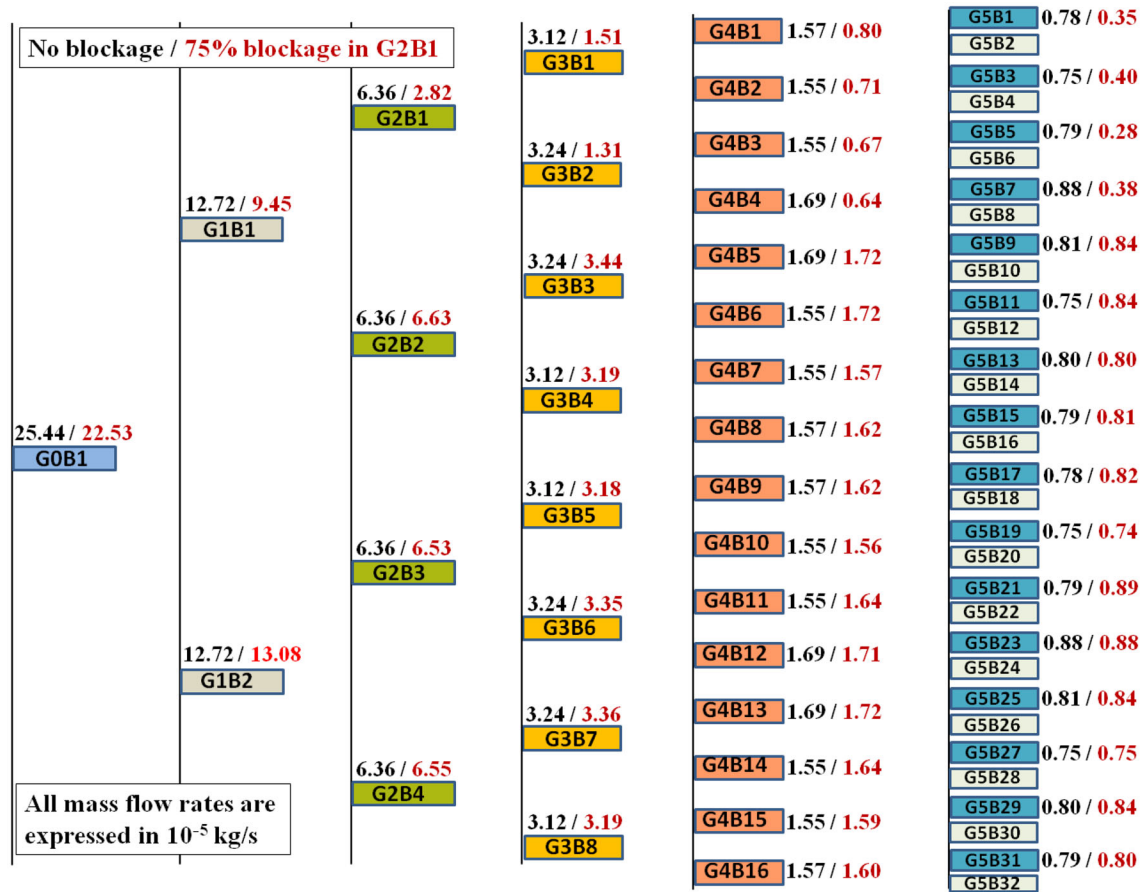 No blockage / 75% blockage in G2B1
25.44 / 22.53
G0B1
12.72 / 9.45
G1B1
12.72 / 13.08
G1B2
6.36 / 2.82
G2B1
6.36 / 6.63
G2B2
6.36 / 6.53
G2B3
6.36 / 6.55
G2B4
3.12 / 1.51
G3B1
3.24 / 1.31
G3B2
3.24 / 3.44
G3B3
3.12 / 3.19
G3B4
3.12 / 3.18
G3B5
3.24 / 3.35
G3B6
3.24 / 3.36
G3B7
3.12 / 3.19
G3B8
G4B1 1.57 / 0.80
G4B2 1.55 / 0.71
G4B3 1.55 / 0.67
G4B4 1.69 / 0.64
G4B5 1.69 / 1.72
G4B6 1.55 / 1.72
G4B7 1.55 / 1.57
G4B8 1.57 / 1.62
G4B9 1.57 / 1.62
G4B10 1.55 / 1.56
G4B11 1.55 / 1.64
G4B12 1.69 / 1.71
G4B13 1.69 / 1.72
G4B14 1.55 / 1.64
G4B15 1.55 / 1.59
G4B16 1.57 / 1.60
G5B1 0.78 / 0.35
G5B2
G5B3 0.75 / 0.40
G5B4
G5B5 0.79 / 0.28
G5B6
G5B7 0.88 / 0.38
G5B8
G5B9 0.81 / 0.84
G5B10
G5B11 0.75 / 0.84
G5B12
G5B13 0.80 / 0.80
G5B14
G5B15 0.79 / 0.81
G5B16
G5B17 0.78 / 0.82
G5B18
G5B19 0.75 / 0.74
G5B20
G5B21 0.79 / 0.89
G5B22
G5B23 0.88 / 0.88
G5B24
G5B25 0.81 / 0.84
G5B26
G5B27 0.75 / 0.75
G5B28
G5B29 0.80 / 0.84
G5B30
G5B31 0.79 / 0.80
G5B32
All mass flow rates are
expressed in 10⁻⁵ kg/s